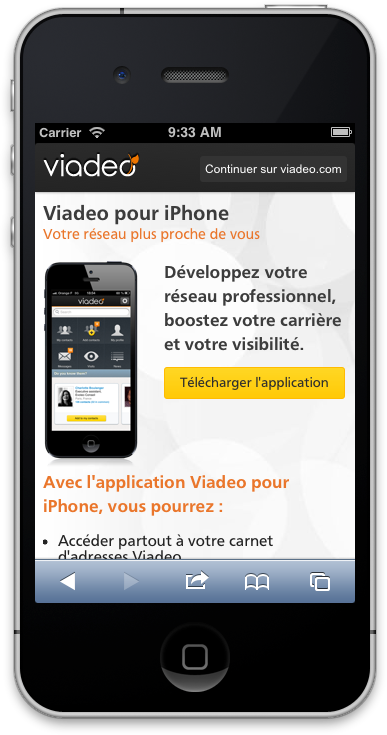 Carrier 9:33 AM
viadeo Continuer sur viadeo.com
Viadeo pour iPhone
Votre réseau plus proche de vous
viadeo
Développez votre
réseau professionnel,
boostez votre carrière
et votre visibilité.
Télécharger l'application
Avec l'application Viadeo pour
iPhone, vous pourrez :
• Accéder partout à votre carnet
d'adresses Viadeo